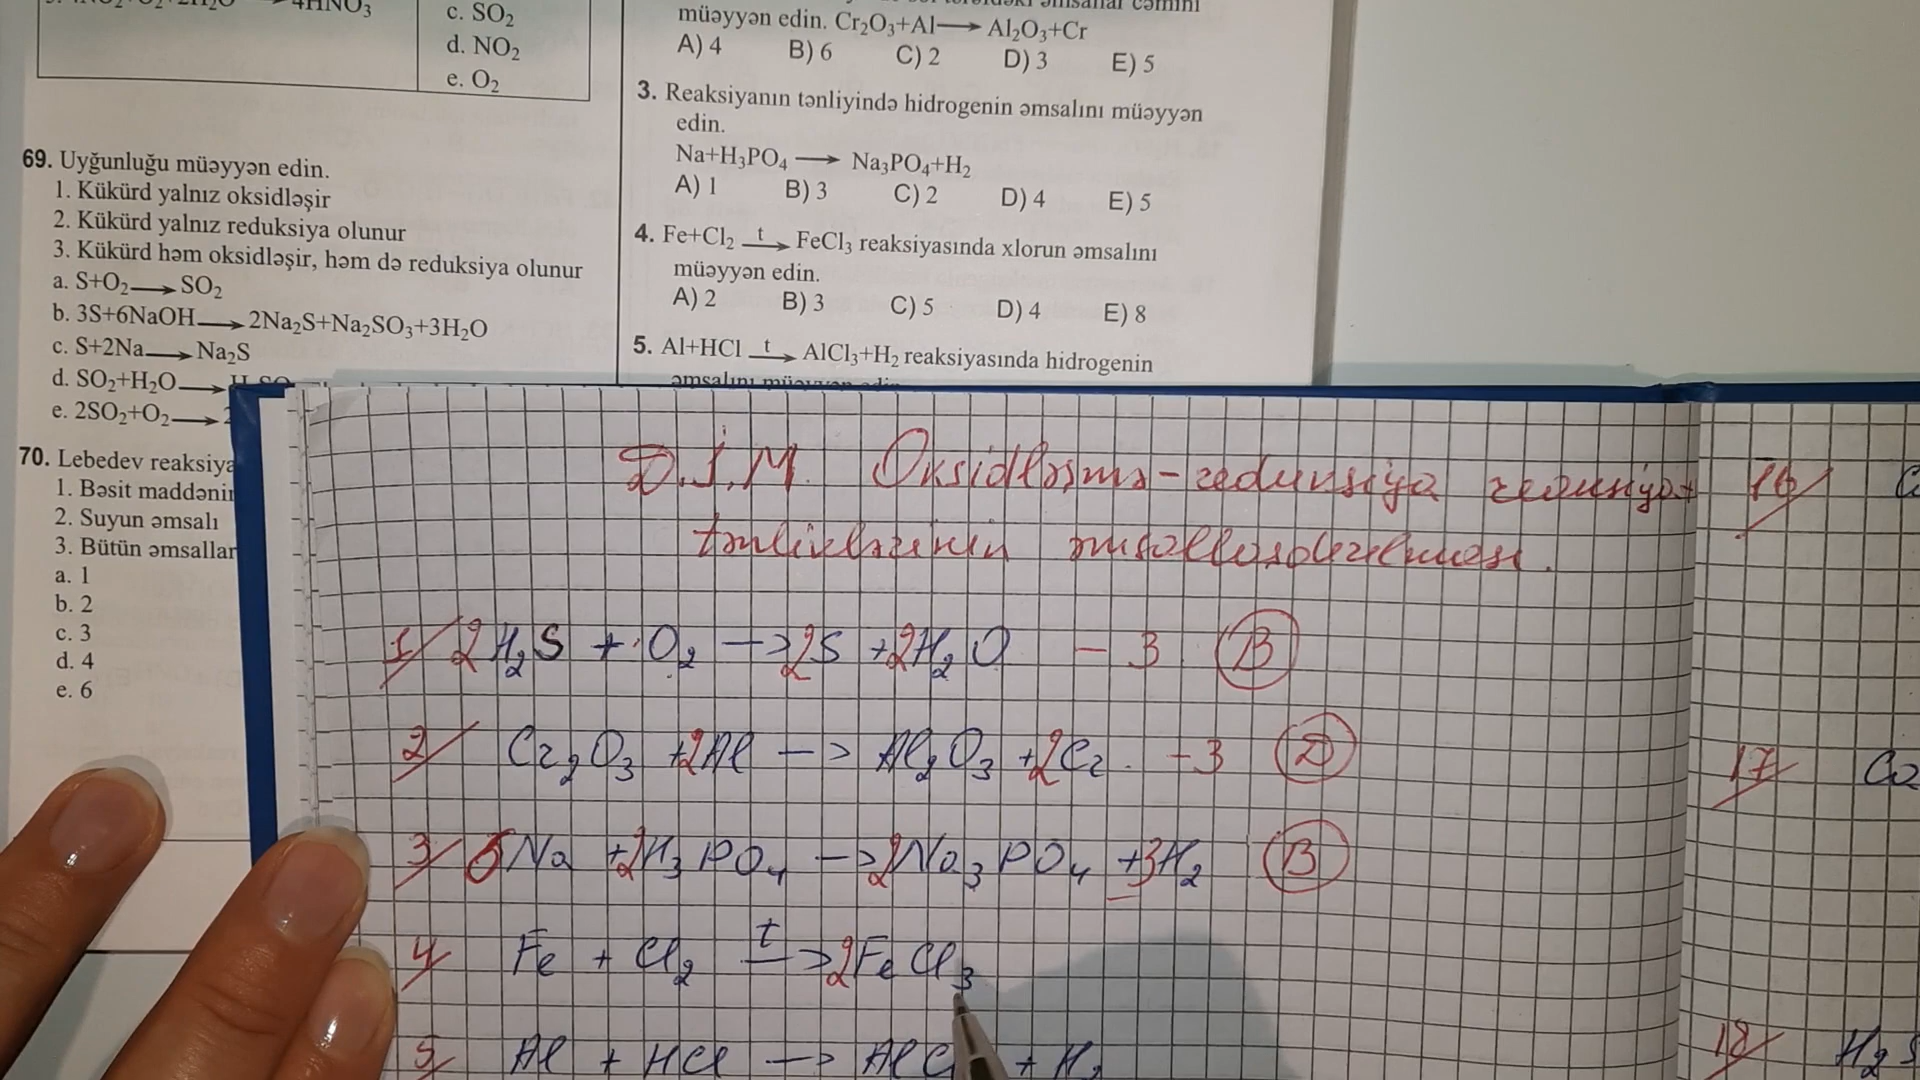 4HNO₃
c. SO₂
d. NO₂
e. O₂
69. Uyğunluğu müəyyən edin.
1. Kükürd yalnız oksidləşir
2. Kükürd yalnız reduksiya olunur
3. Kükürd həm oksidləşir, həm də reduksiya olunur
a. S+O₂⟶SO₂
b. 3S+6NaOH⟶2Na₂S+Na₂SO₃+3H₂O
c. S+2Na⟶Na₂S
d. SO₂+H₂O⟶
e. 2SO₂+O₂⟶
70. Lebedev reaksiya
1. Bəsit maddənin
2. Suyun əmsalı
3. Bütün əmsallar
a. 1
b. 2
c. 3
d. 4
e. 6
müəyyən edin. Cr₂O₃+Al⟶Al₂O₃+Cr
A) 4 B) 6 C) 2 D) 3 E) 5
3. Reaksiyanın tənliyində hidrogenin əmsalını müəyyən
edin.
Na+H₃PO₄⟶Na₃PO₄+H₂
A) 1 B) 3 C) 2 D) 4 E) 5
4. Fe+Cl₂ t⟶ FeCl₃ reaksiyasında xlorun əmsalını
müəyyən edin.
A) 2 B) 3 C) 5 D) 4 E) 8
5. Al+HCl t⟶ AlCl₃+H₂ reaksiyasında hidrogenin
D.İ.M. Oksidləşmə-reduksiya
1/ 2H₂S + O₂ → 2S + 2H₂O - 3 B
2/ Cr₂O₃ + 2Al → Al₂O₃ + 2Cr - 3 D
3/ 6Na + 2H₃PO₄ → 2Na₃PO₄ + 3H₂ B
4/ Fe + Cl₂ t→ 2FeCl₃
5/ Al + HCl → AlC + H₂
16/
17/ Ca
18/ H₂S